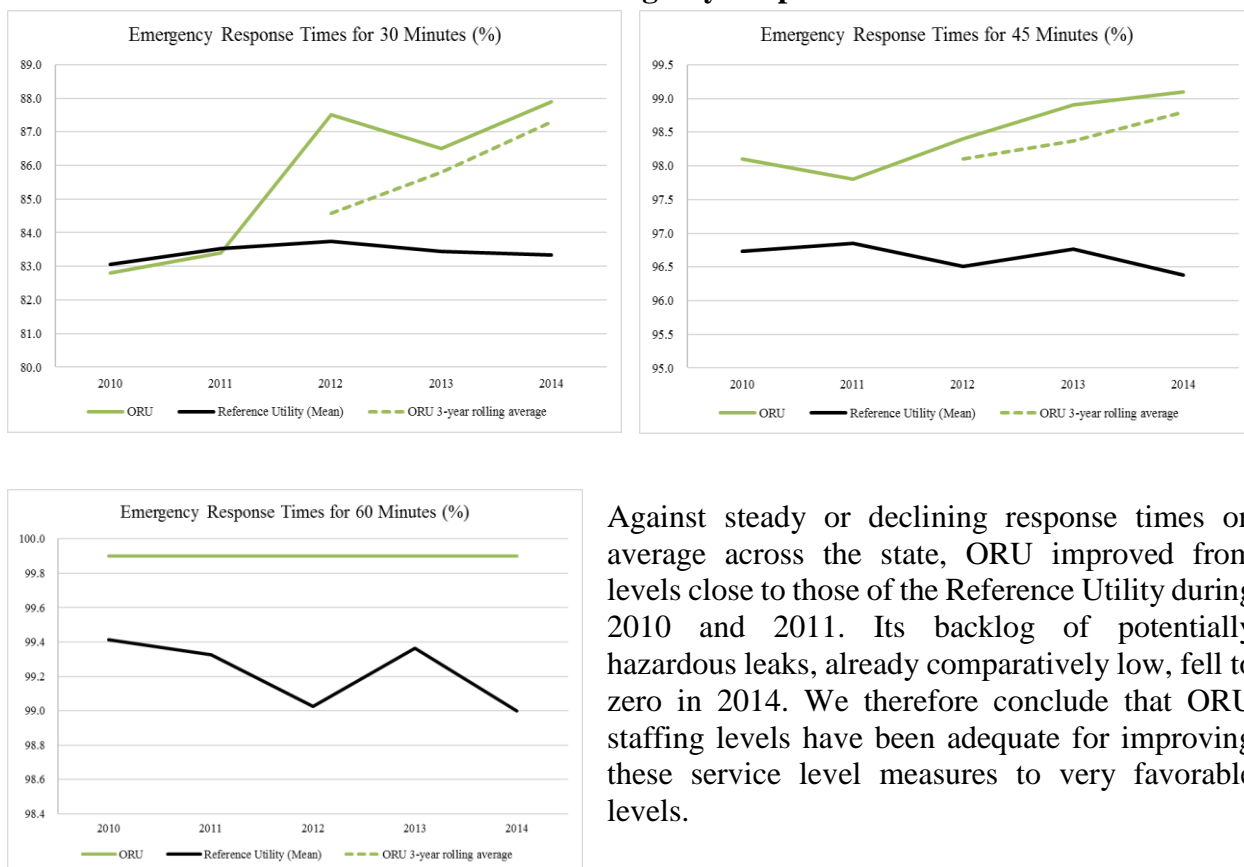 Emergency Response Times for 30 Minutes (%)
89.0
88.0
87.0
86.0
85.0
84.0
83.0
82.0
81.0
80.0
2010 2011 2012 2013 2014
ORU Reference Utility (Mean) ORU 3-year rolling average
Emergency Response Times for 45 Minutes (%)
99.5
99.0
98.5
98.0
97.5
97.0
96.5
96.0
95.5
95.0
2010 2011 2012 2013 2014
ORU Reference Utility (Mean) ORU 3-year rolling average
Emergency Response Times for 60 Minutes (%)
100.0
99.8
99.6
99.4
99.2
99.0
98.8
98.6
98.4
2010 2011 2012 2013 2014
ORU Reference Utility (Mean) ORU 3-year rolling average
Against steady or declining response times on
average across the state, ORU improved from
levels close to those of the Reference Utility during
2010 and 2011. Its backlog of potentially
hazardous leaks, already comparatively low, fell to
zero in 2014. We therefore conclude that ORU
staffing levels have been adequate for improving
these service level measures to very favorable
levels.